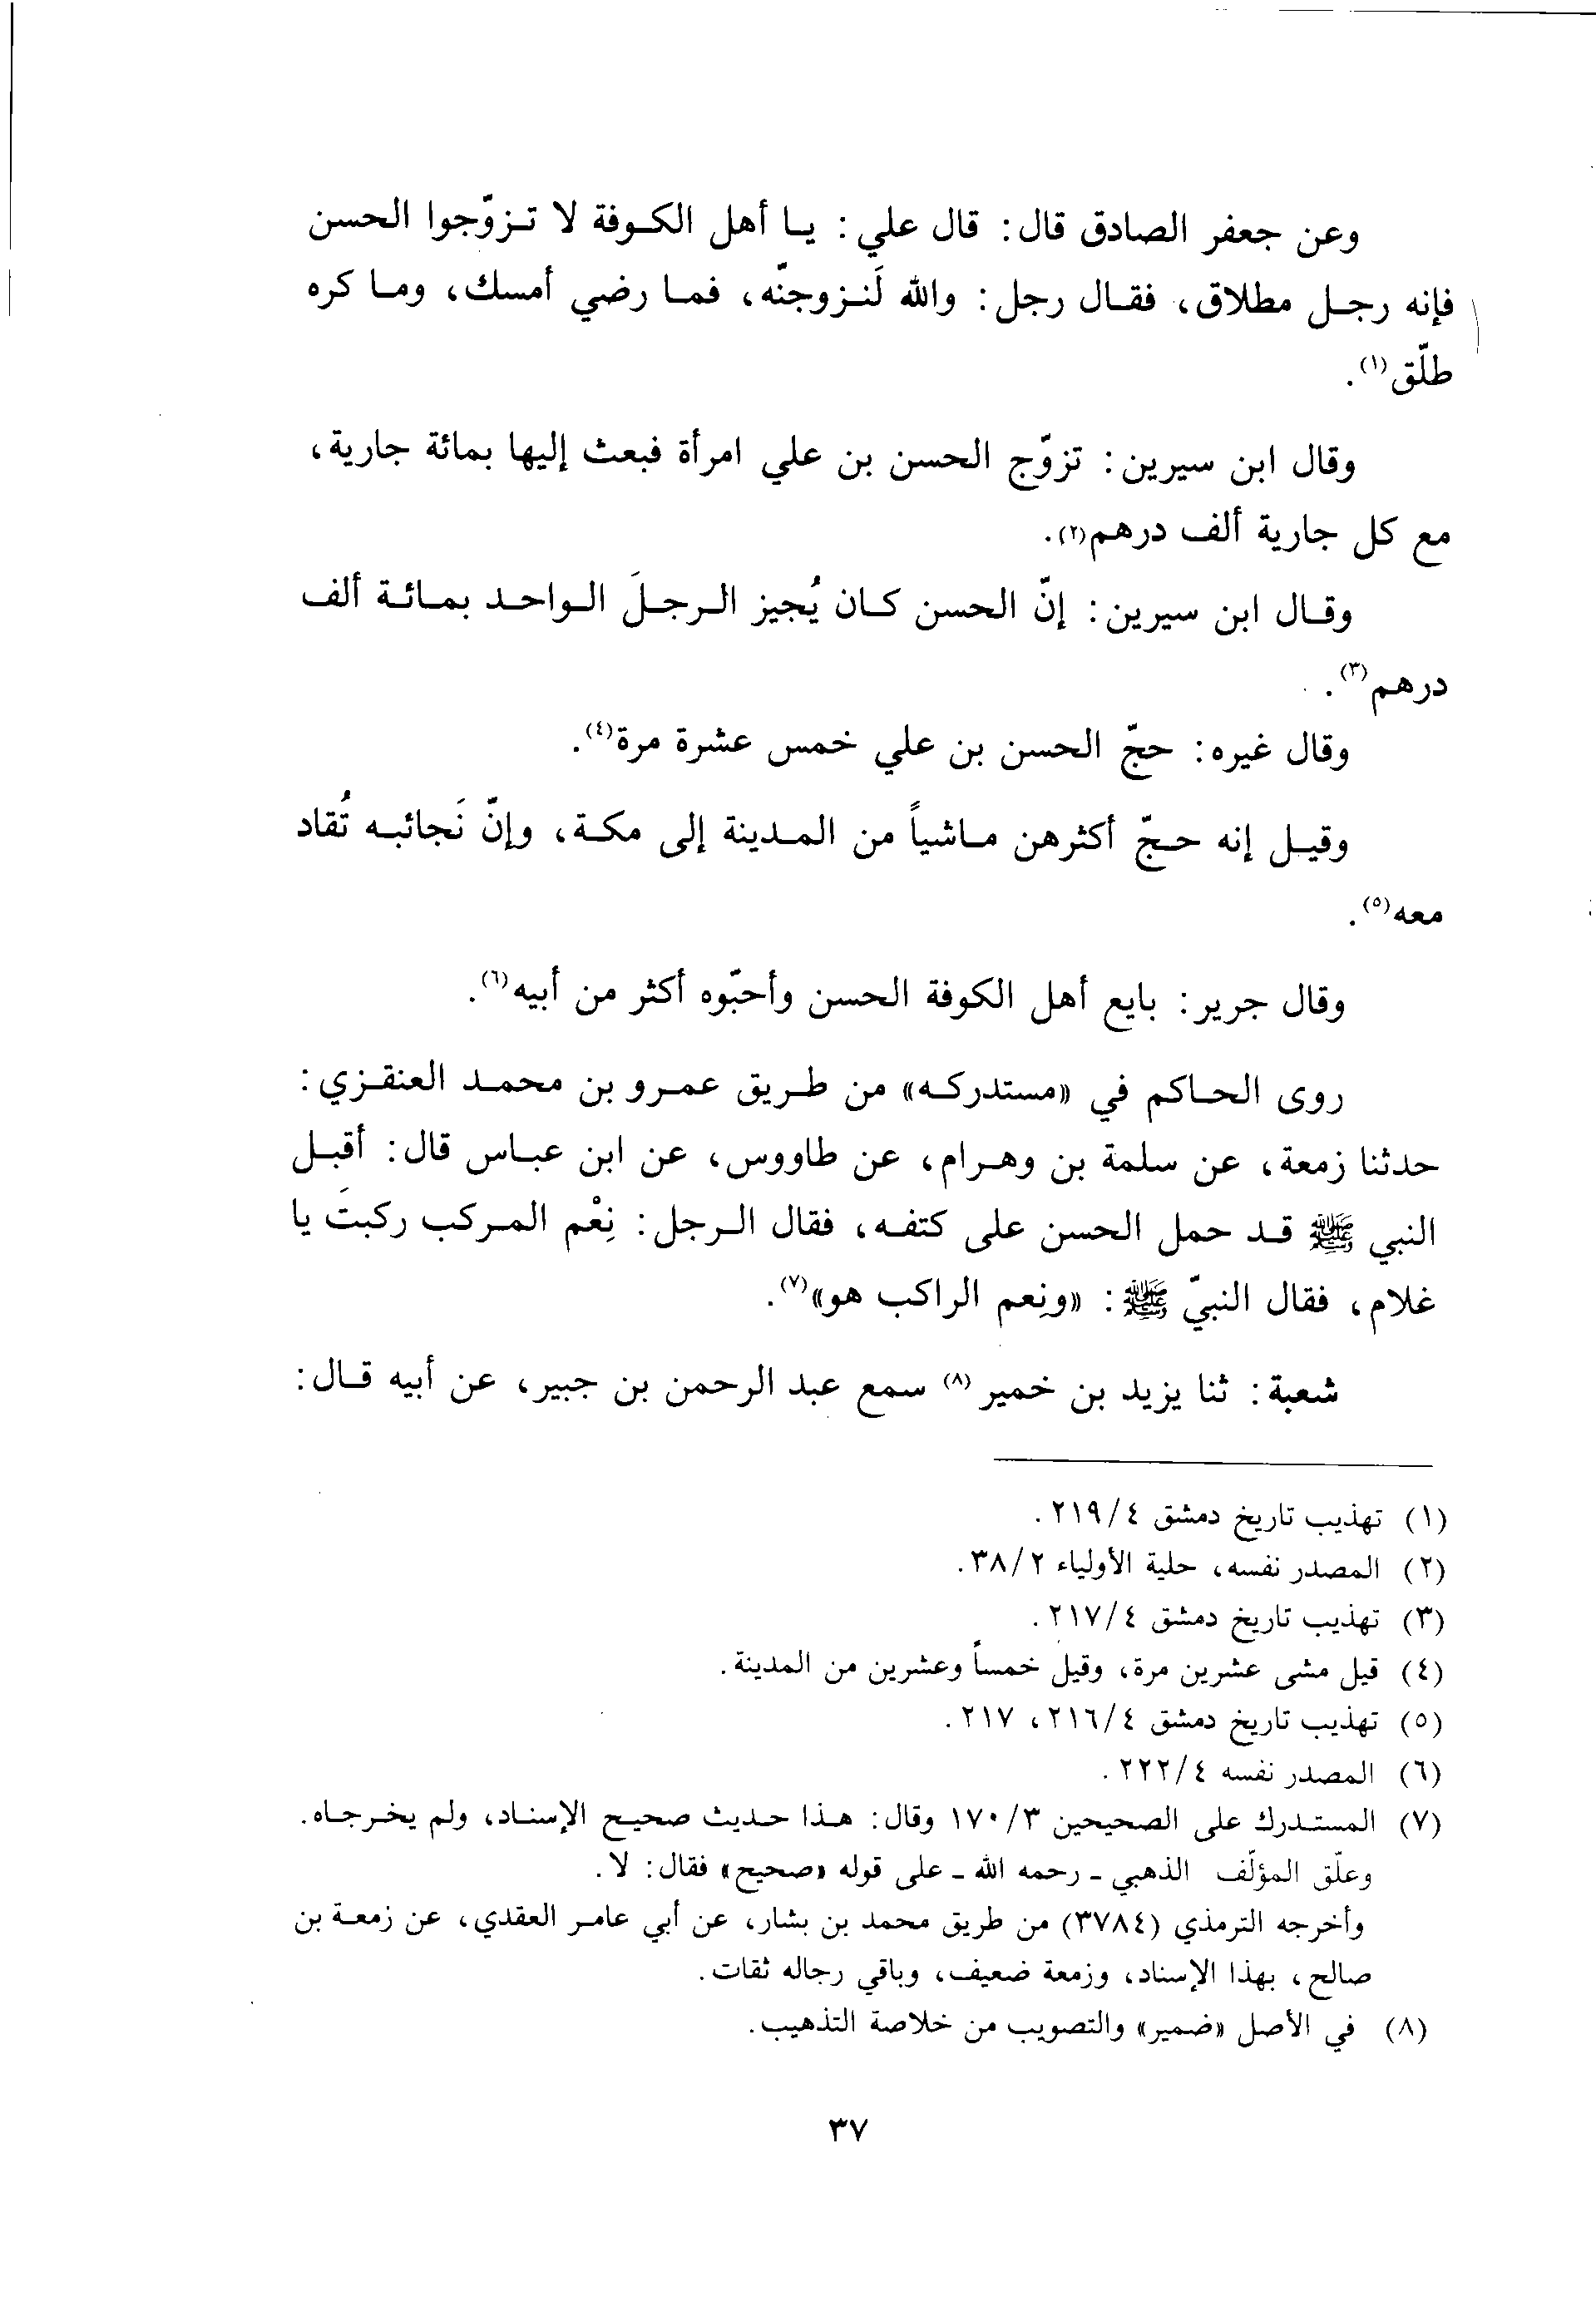 وعن جعفر الصادق قال: قال علي: يا أهل الكوفة لا تزوّجوا الحسن
فإنه رجل مطلاق، فقال رجل: والله لَنزوجنّه، فما رضي أمسك، وما كره
طلّق(١).
وقال ابن سيرين: تزوّج الحسن بن علي امرأة فبعث إليها بمائة جارية،
مع كل جارية ألف درهم(٢).
وقال ابن سيرين: إنّ الحسن كان يُجيز الرجلَ الواحد بمائة ألف
درهم(٣).
وقال غيره: حجّ الحسن بن علي خمس عشرة مرة(٤).
وقيل إنه حجّ أكثرهن ماشياً من المدينة إلى مكة، وإنّ نَجائبه تُقاد
معه(٥).
وقال جرير: بايع أهل الكوفة الحسن وأحبّوه أكثر من أبيه(٦).
روى الحاكم في «مستدركه» من طريق عمرو بن محمد العنقزي:
حدثنا زمعة، عن سلمة بن وهرام، عن طاووس، عن ابن عباس قال: أقبل
النبي ﷺ قد حمل الحسن على كتفه، فقال الرجل: نِعْم المركب ركبتَ يا
غلام، فقال النبيّ ﷺ: «ونِعم الراكب هو»(٧).
شعبة: ثنا يزيد بن خمير(٨) سمع عبد الرحمن بن جبير، عن أبيه قال:
(١) تهذيب تاريخ دمشق ٤/٢١٩.
(٢) المصدر نفسه، حلية الأولياء ٢/٣٨.
(٣) تهذيب تاريخ دمشق ٤/٢١٧.
(٤) قيل مشى عشرين مرة، وقيل خمساً وعشرين من المدينة.
(٥) تهذيب تاريخ دمشق ٤/٢١٦، ٢١٧.
(٦) المصدر نفسه ٤/٢٢٢.
(٧) المستدرك على الصحيحين ٣/١٧٠ وقال: هذا حديث صحيح الإسناد، ولم يخرجاه.
وعلّق المؤلّف الذهبي - رحمه الله - على قوله «صحيح» فقال: لا.
وأخرجه الترمذي (٣٧٨٤) من طريق محمد بن بشار، عن أبي عامر العقدي، عن زمعة بن
صالح، بهذا الإسناد، وزمعة ضعيف، وباقي رجاله ثقات.
(٨) في الأصل «ضمير» والتصويب من خلاصة التذهيب.
٣٧